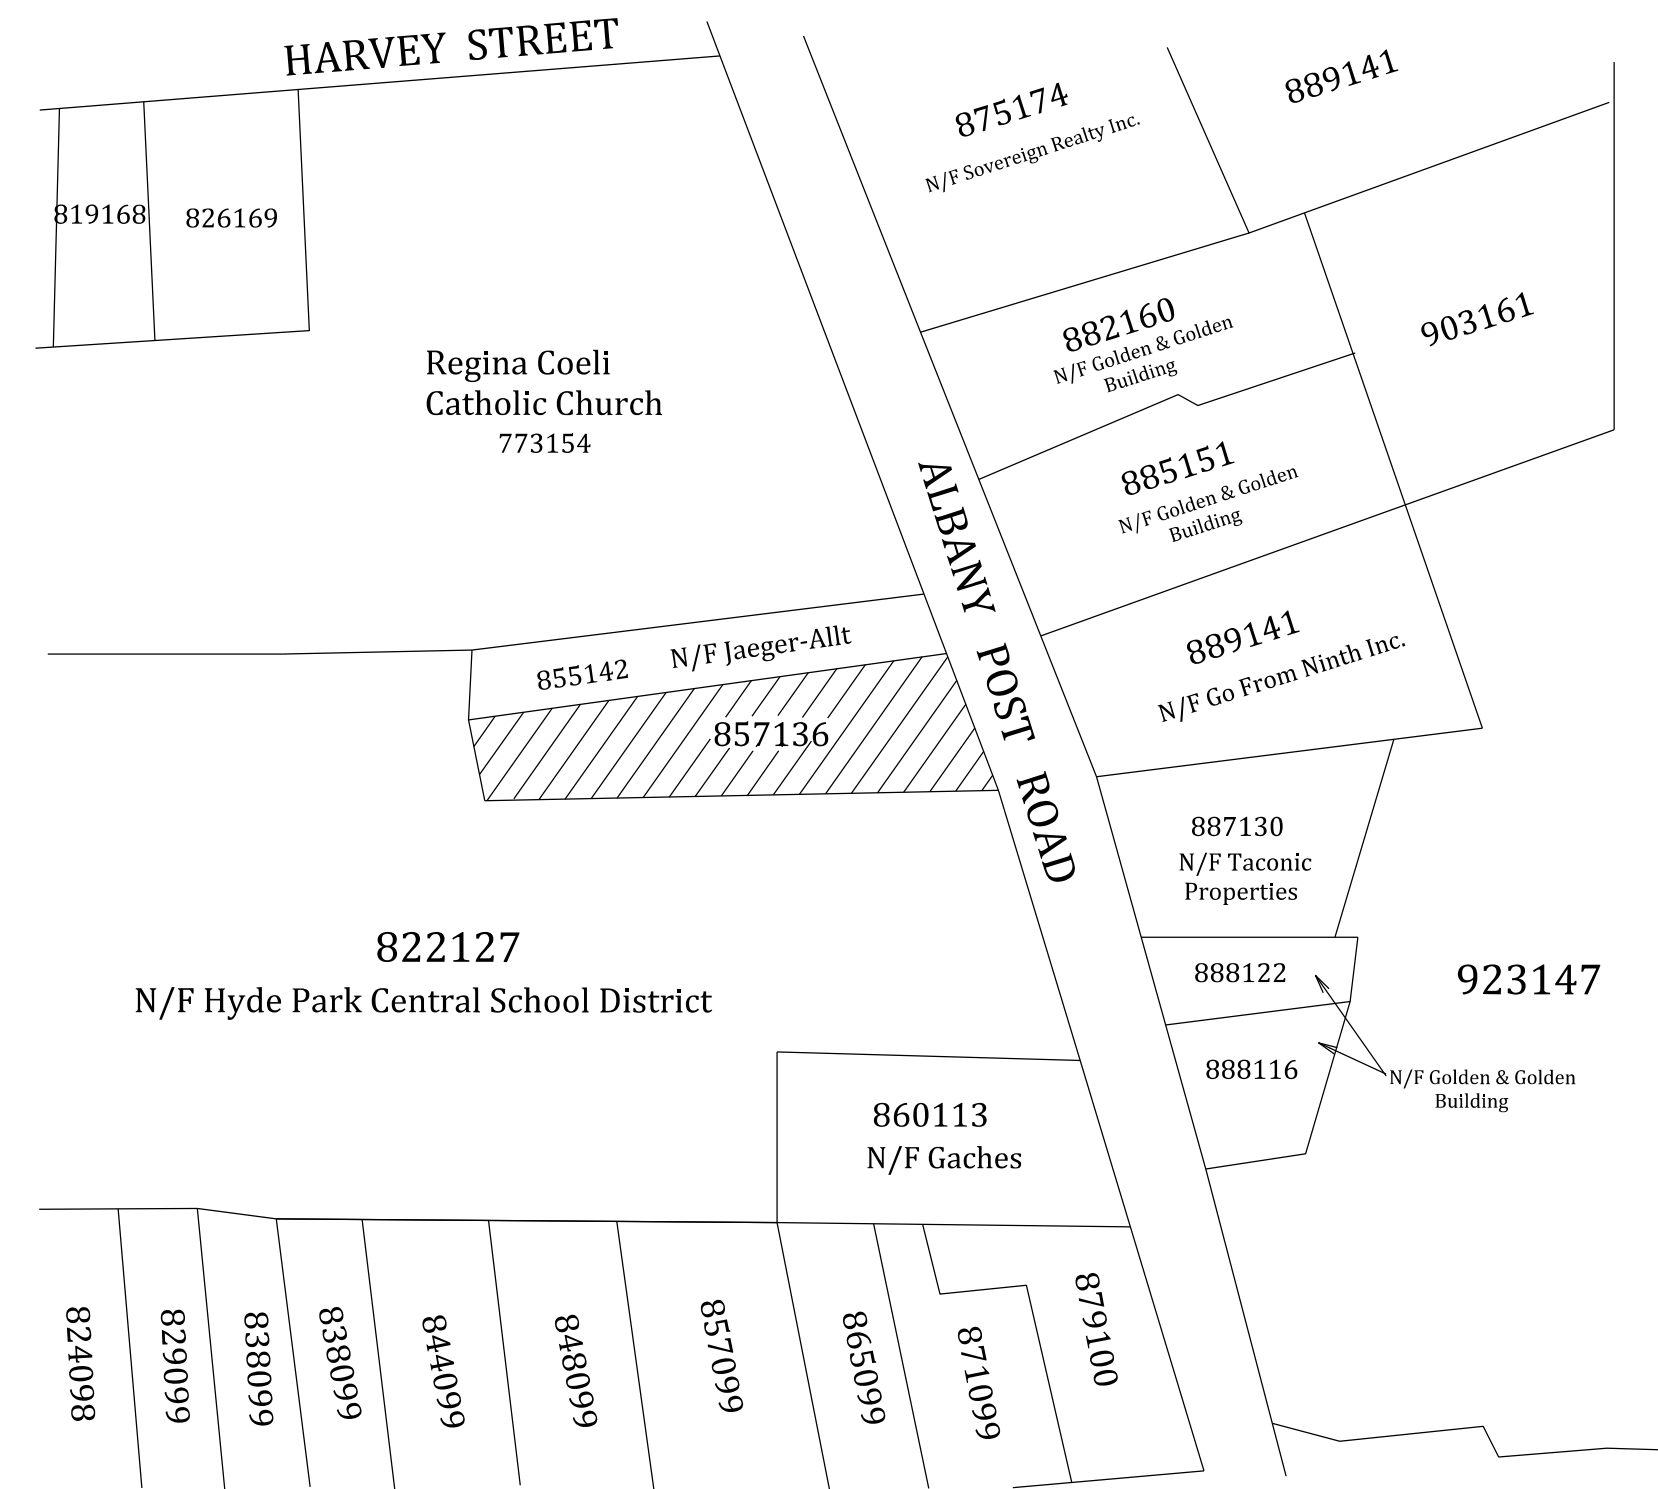 HARVEY STREET
875174
N/F Sovereign Realty Inc.
889141
819168
826169
882160
N/F Golden & Golden
Building
903161
Regina Coeli
Catholic Church
773154
885151
N/F Golden & Golden
Building
ALBANY POST ROAD
855142
N/F Jaeger-Allt
889141
N/F Go From Ninth Inc.
857136
887130
N/F Taconic
Properties
822127
N/F Hyde Park Central School District
888122
923147
888116
N/F Golden & Golden
Building
860113
N/F Gaches
824098
829099
838099
838099
844099
848099
857099
865099
871099
879100